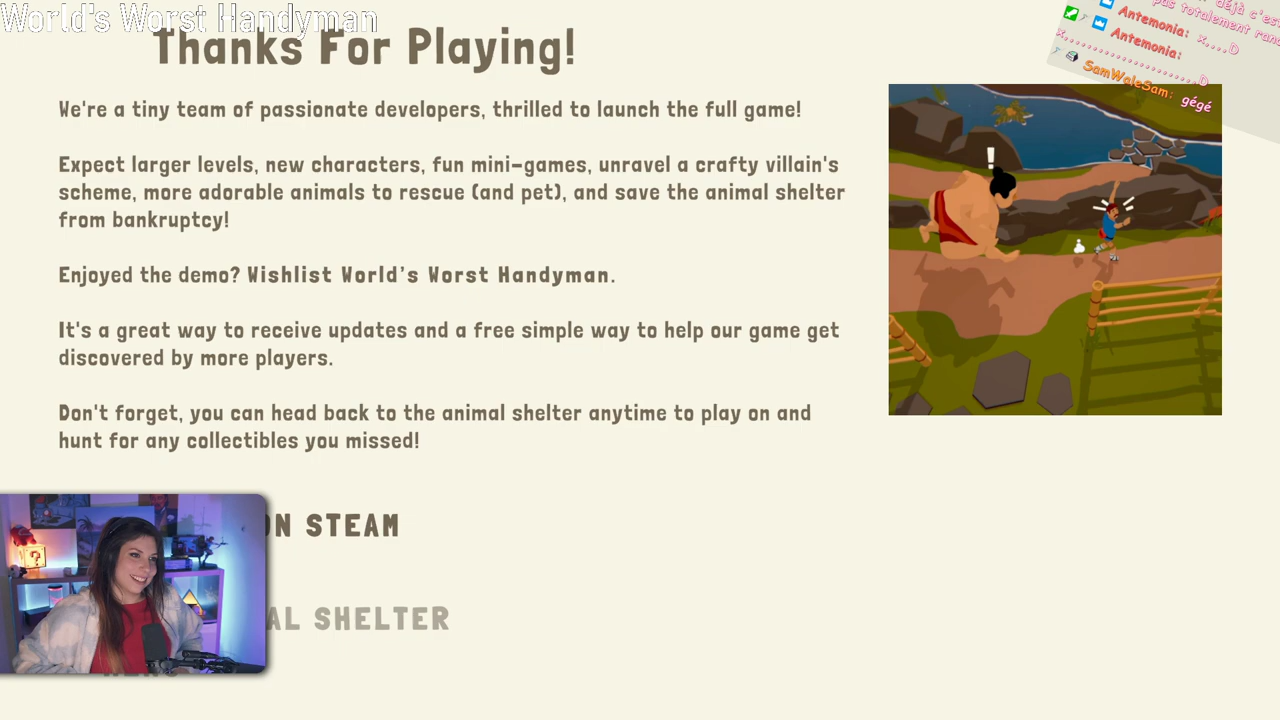 World's Worst Handyman
Thanks For Playing!
We're a tiny team of passionate developers, thrilled to launch the full game!
Expect larger levels, new characters, fun mini-games, unravel a crafty villain's
scheme, more adorable animals to rescue (and pet), and save the animal shelter
from bankruptcy!
Enjoyed the demo? Wishlist World's Worst Handyman.
It's a great way to receive updates and a free simple way to help our game get
discovered by more players.
Don't forget, you can head back to the animal shelter anytime to play on and
hunt for any collectibles you missed!
ON STEAM
AL SHELTER
déjà c'es
pas totalement ran
Antemonia: x....D
Antemonia:
x.......................D
SamWaleSam: gégé
!
?